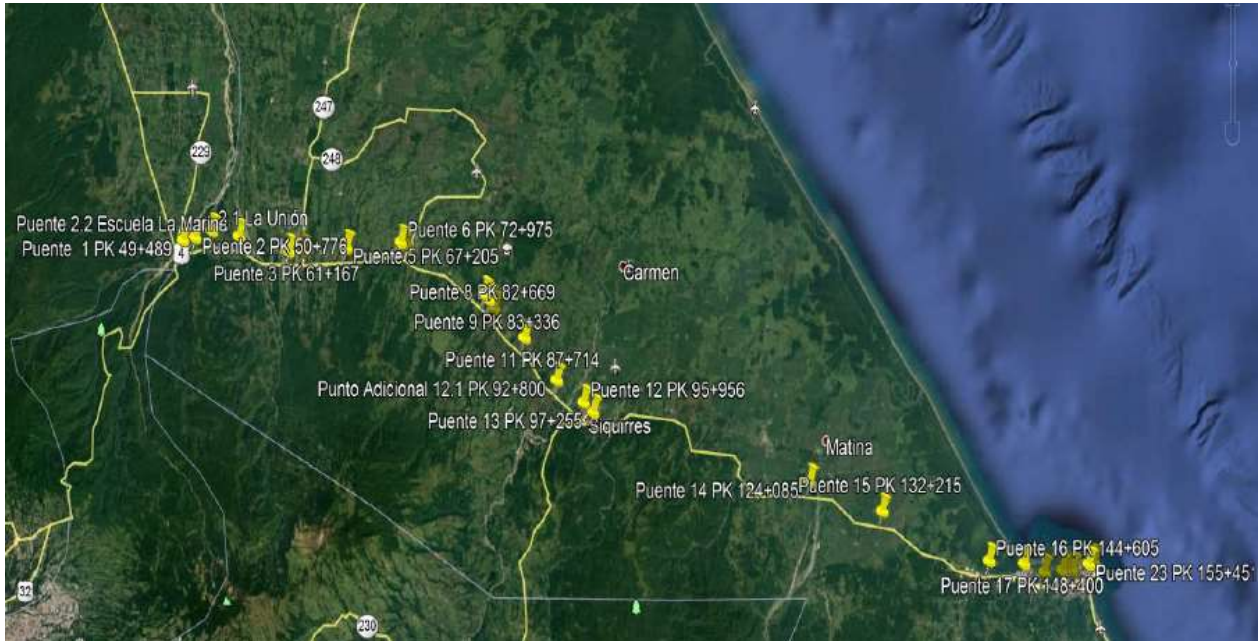 247
229
248
Puente 2.2 Escuela La Marina
2.1 La Unión
Puente 6 PK 72+975
Puente 1 PK 49+489
4
Puente 2 PK 50+776
Puente 5 PK 67+205
Puente 3 PK 61+167
Carmen
Puente 8 PK 82+669
Puente 9 PK 83+336
Puente 11 PK 87+714
Punto Adicional 12.1 PK 92+800
Puente 12 PK 95+956
Puente 13 PK 97+255
Siquirres
Matina
Puente 14 PK 124+085
Puente 15 PK 132+215
Puente 16 PK 144+605
Puente 23 PK 155+451
Puente 17 PK 148+400
32
230